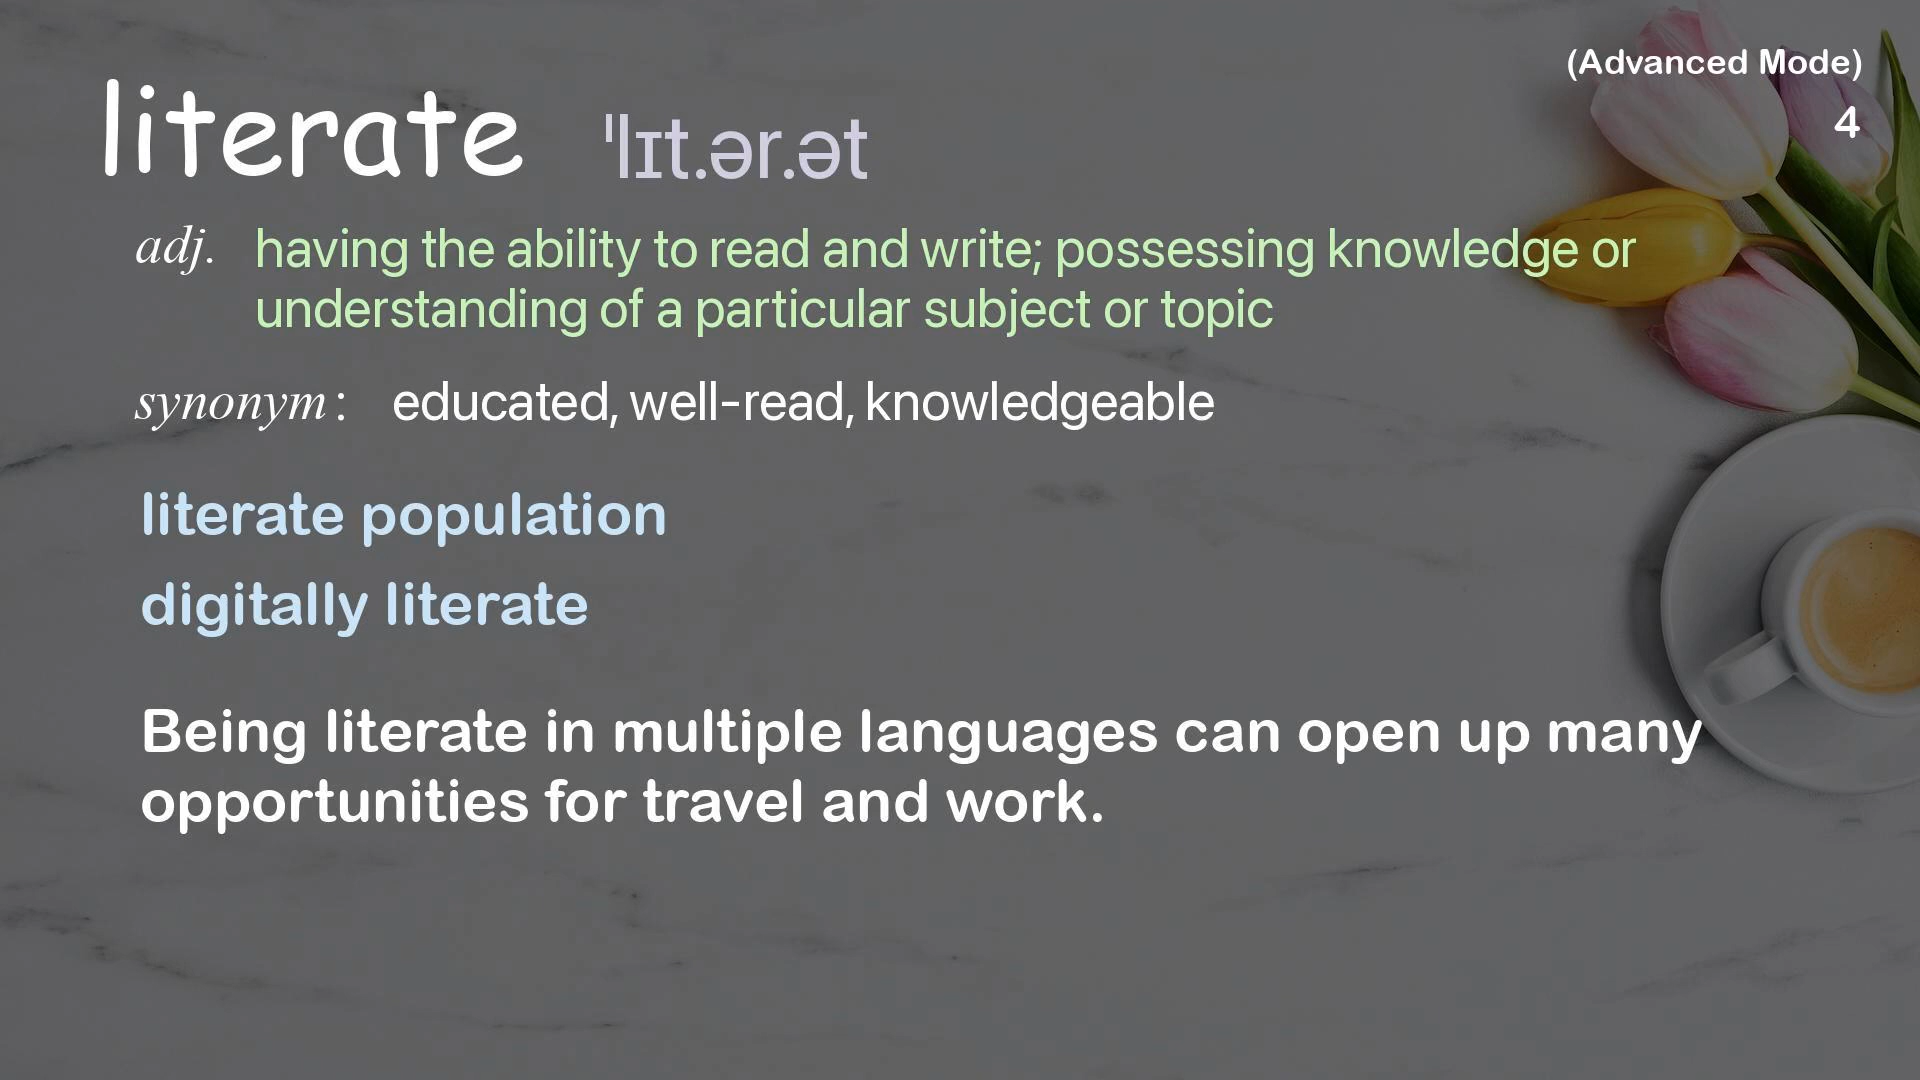 (Advanced Mode)
4
literate ˈlɪt.ər.ət
adj. having the ability to read and write; possessing knowledge or
understanding of a particular subject or topic
synonym: educated, well-read, knowledgeable
literate population
digitally literate
Being literate in multiple languages can open up many
opportunities for travel and work.